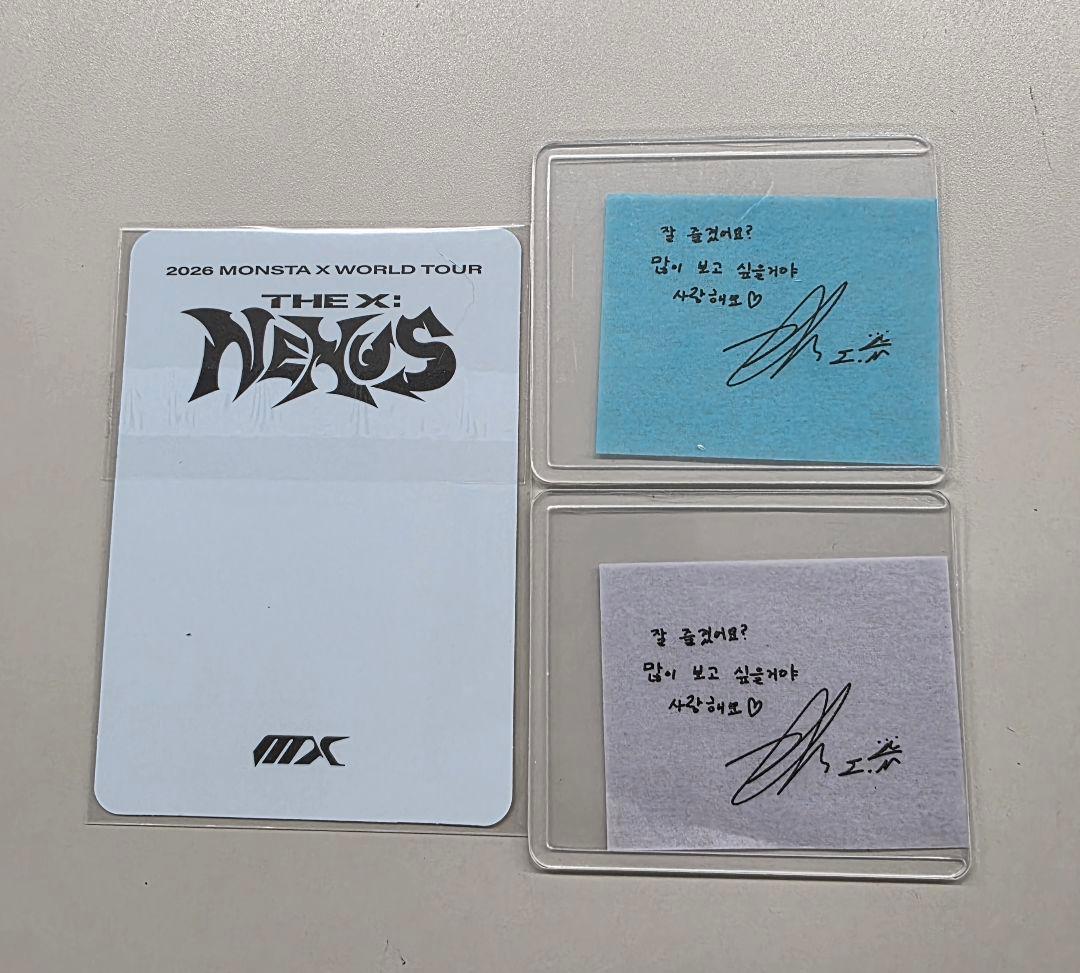 2026 MONSTA X WORLD TOUR
THE X:
NEXUS
MX
잘 즐겼어요?
많이 보고 싶을거야
사랑해요♡
I.M
잘 즐겼어요?
많이 보고 싶을거야
사랑해요♡
I.M